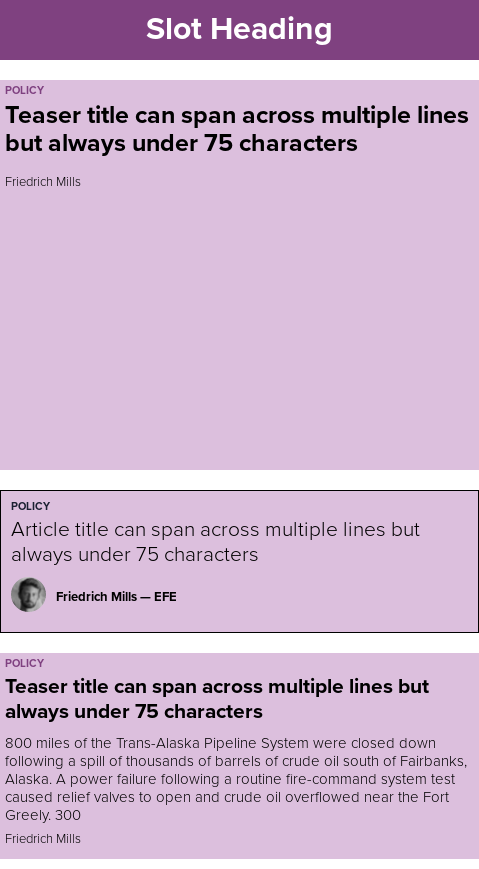 Slot Heading
POLICY
Teaser title can span across multiple lines
but always under 75 characters
Friedrich Mills
POLICY
Article title can span across multiple lines but
always under 75 characters
Friedrich Mills — EFE
POLICY
Teaser title can span across multiple lines but
always under 75 characters
800 miles of the Trans-Alaska Pipeline System were closed down
following a spill of thousands of barrels of crude oil south of Fairbanks,
Alaska. A power failure following a routine fire-command system test
caused relief valves to open and crude oil overflowed near the Fort
Greely. 300
Friedrich Mills